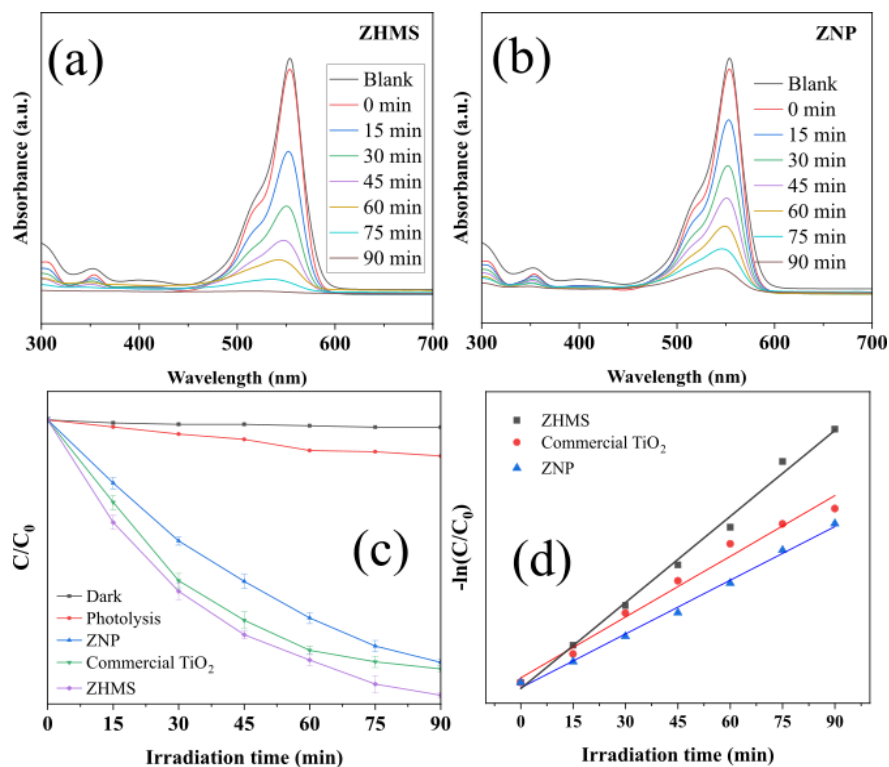 (a)
ZHMS
Blank
0 min
15 min
30 min
45 min
60 min
75 min
90 min
Absorbance (a.u.)
300 400 500 600 700
Wavelength (nm)
(b)
ZNP
Blank
0 min
15 min
30 min
45 min
60 min
75 min
90 min
Absorbance (a.u.)
300 400 500 600 700
Wavelength (nm)
C/C₀
(c)
Dark
Photolysis
ZNP
Commercial TiO₂
ZHMS
0 15 30 45 60 75 90
Irradiation time (min)
-ln(C/C₀)
ZHMS
Commercial TiO₂
ZNP
(d)
0 15 30 45 60 75 90
Irradiation time (min)